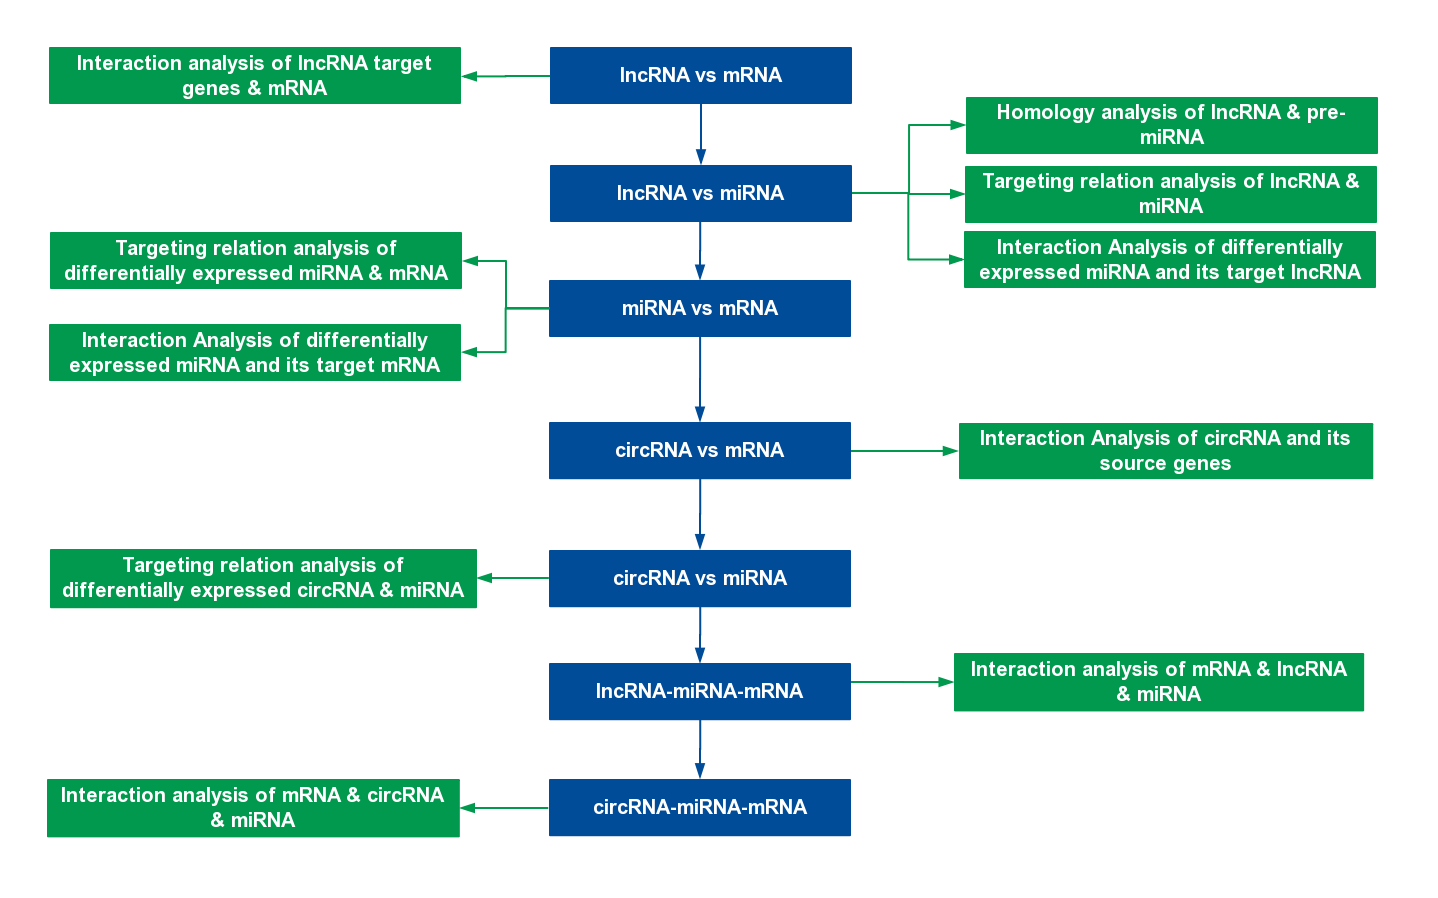 Interaction analysis of lncRNA target
genes & mRNA
lncRNA vs mRNA
Homology analysis of lncRNA & pre-
miRNA
lncRNA vs miRNA
Targeting relation analysis of lncRNA &
miRNA
Interaction Analysis of differentially
expressed miRNA and its target lncRNA
Targeting relation analysis of
differentially expressed miRNA & mRNA
miRNA vs mRNA
Interaction Analysis of differentially
expressed miRNA and its target mRNA
circRNA vs mRNA
Interaction Analysis of circRNA and its
source genes
Targeting relation analysis of
differentially expressed circRNA & miRNA
circRNA vs miRNA
lncRNA-miRNA-mRNA
Interaction analysis of mRNA & lncRNA
& miRNA
Interaction analysis of mRNA & circRNA
& miRNA
circRNA-miRNA-mRNA